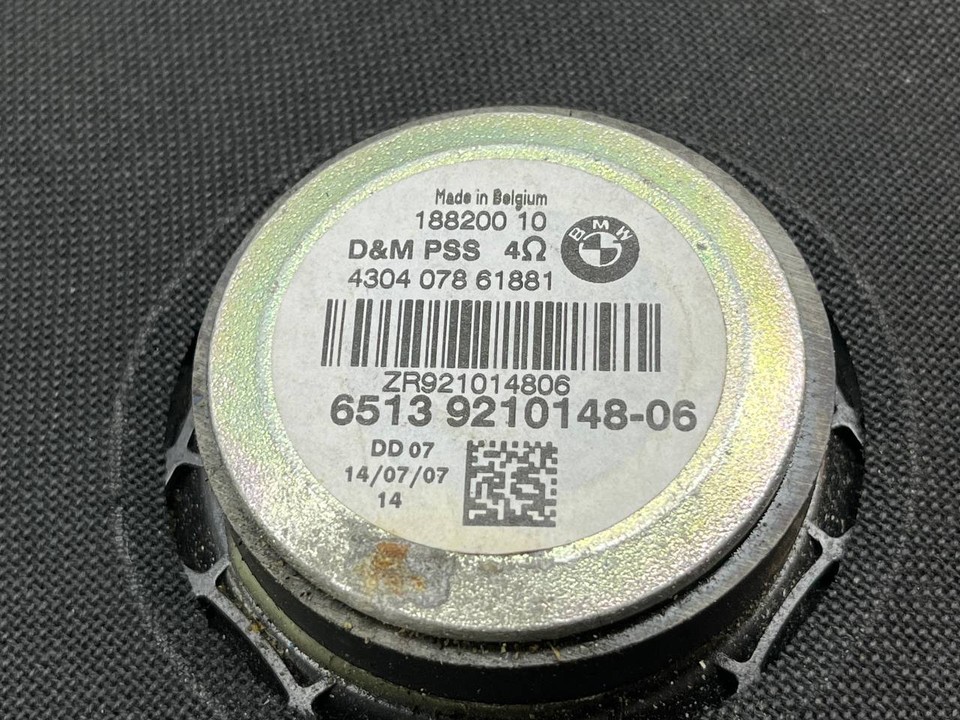 Made in Belgium
188200 10
D&M PSS 4Ω
BMW
4304 078 61881
ZR921014806
6513 9210148-06
DD 07
14/07/07
14